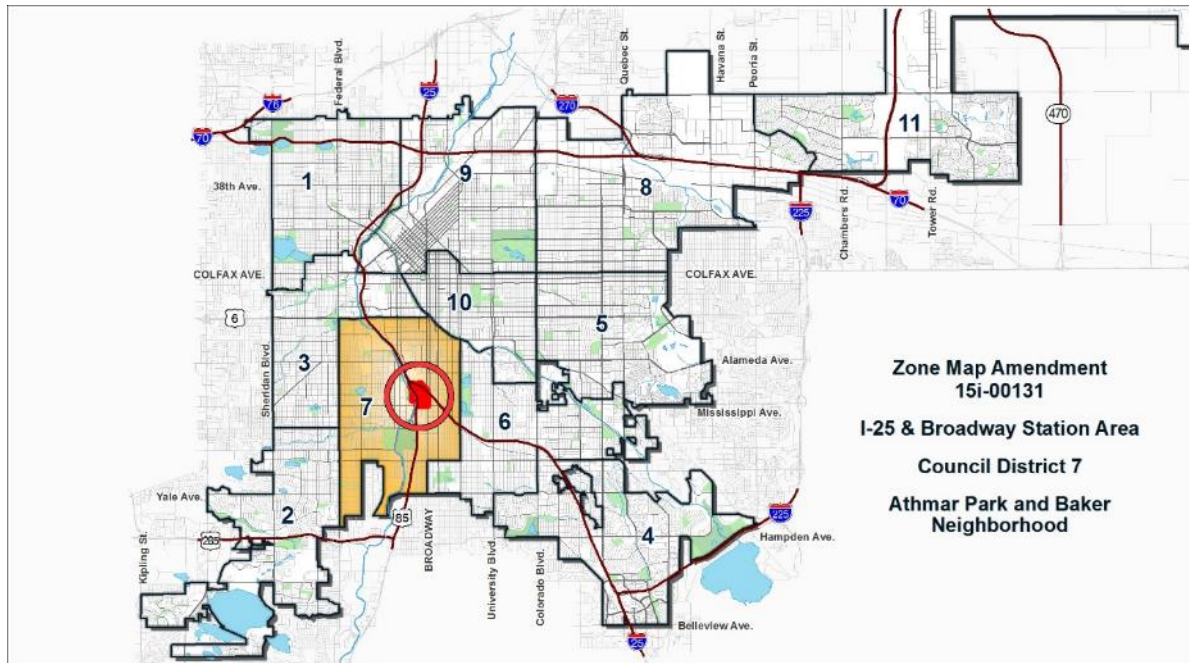 Federal Blvd.
Quebec St.
Havana St.
Peoria St.
76
25
270
70
470
11
1
9
8
38th Ave.
225
Chambers Rd.
70
Tower Rd.
COLFAX AVE.
COLFAX AVE.
10
6
5
3
Alameda Ave.
Sheridan Blvd.
7
6
Mississippi Ave.
Zone Map Amendment
15i-00131
I-25 & Broadway Station Area
Council District 7
Athmar Park and Baker
Neighborhood
Yale Ave.
2
85
BROADWAY
4
225
Hampden Ave.
285
Kipling St.
University Blvd.
Colorado Blvd.
Belleview Ave.
25